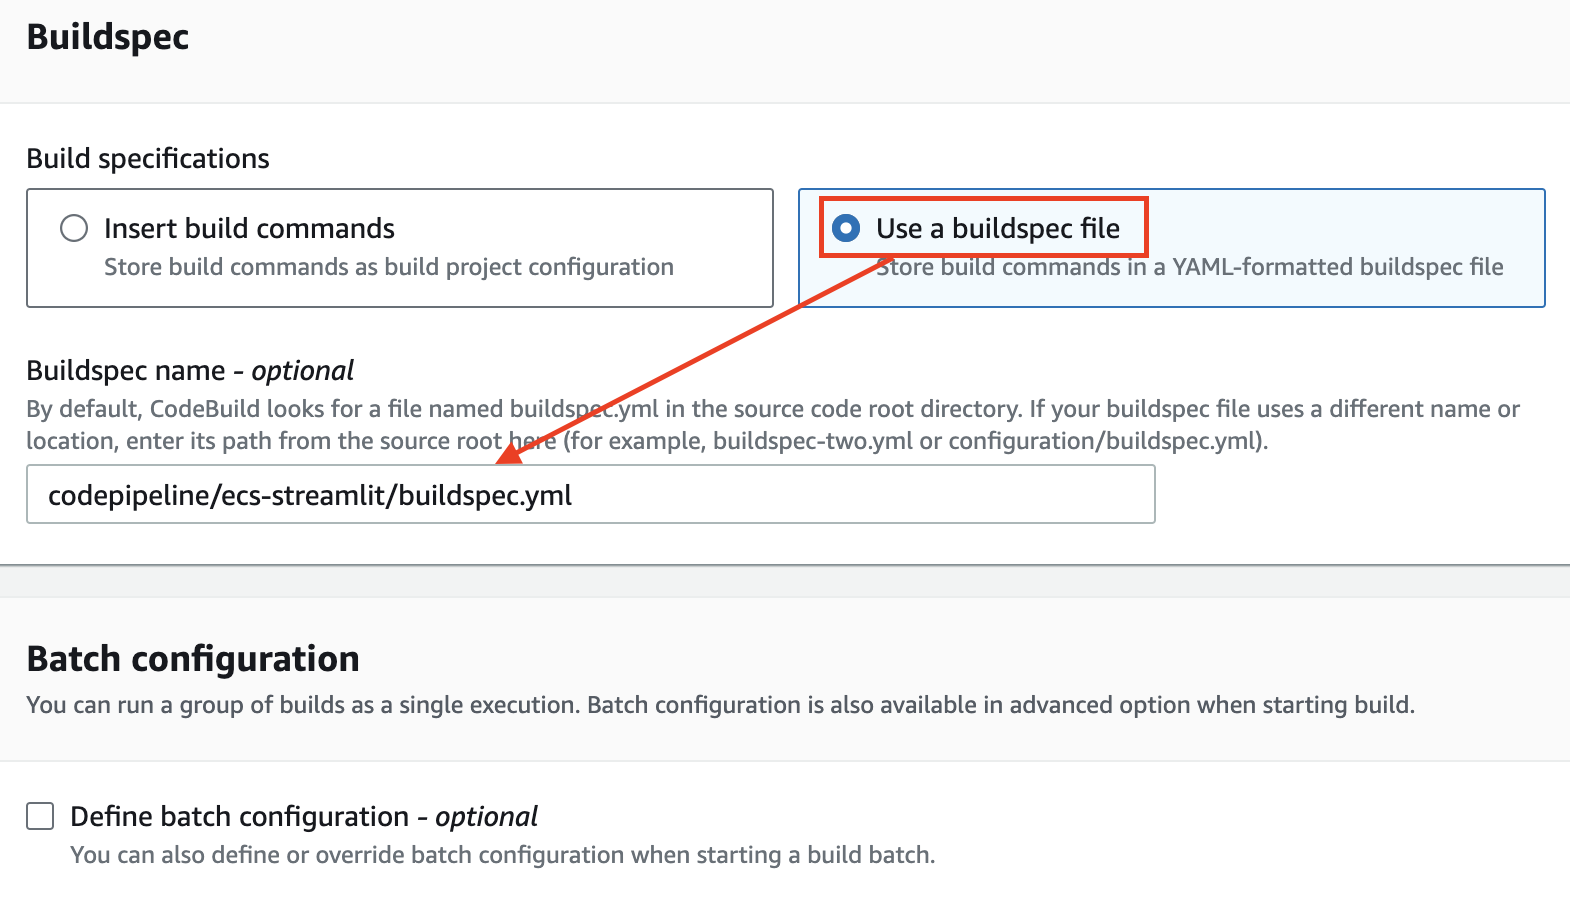 Buildspec
Build specifications
Insert build commands
Store build commands as build project configuration
Use a buildspec file
Store build commands in a YAML-formatted buildspec file
Buildspec name - optional
By default, CodeBuild looks for a file named buildspec.yml in the source code root directory. If your buildspec file uses a different name or
location, enter its path from the source root here (for example, buildspec-two.yml or configuration/buildspec.yml).
codepipeline/ecs-streamlit/buildspec.yml
Batch configuration
You can run a group of builds as a single execution. Batch configuration is also available in advanced option when starting build.
Define batch configuration - optional
You can also define or override batch configuration when starting a build batch.